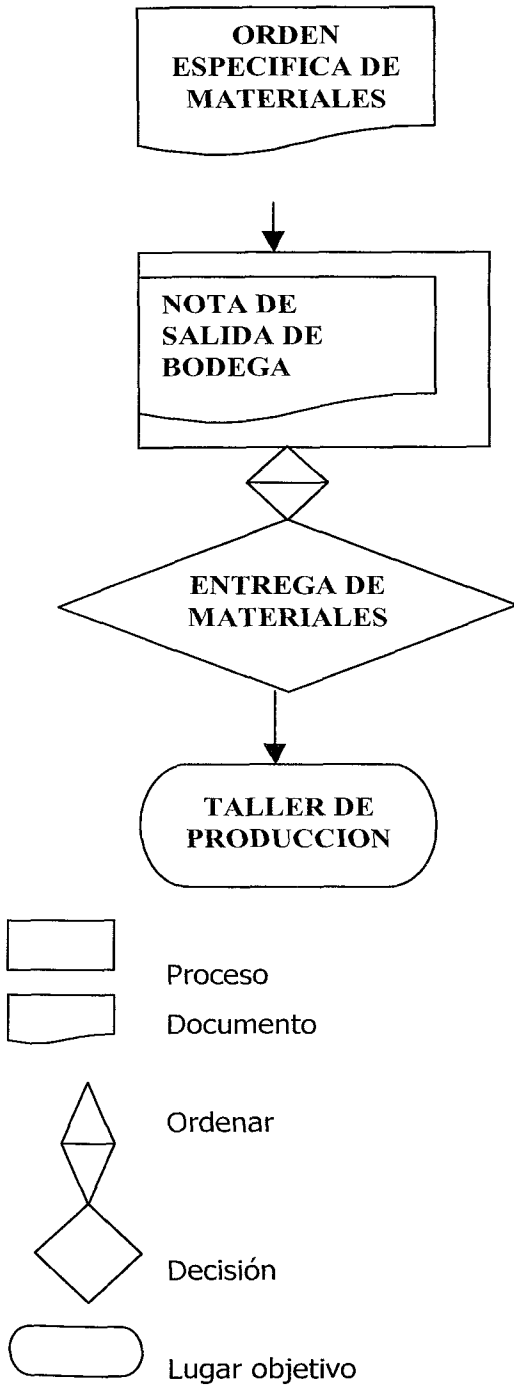 ORDEN
ESPECIFICA DE
MATERIALES
NOTA DE
SALIDA DE
BODEGA
ENTREGA DE
MATERIALES
TALLER DE
PRODUCCION
Proceso
Documento
Ordenar
Decisión
Lugar objetivo